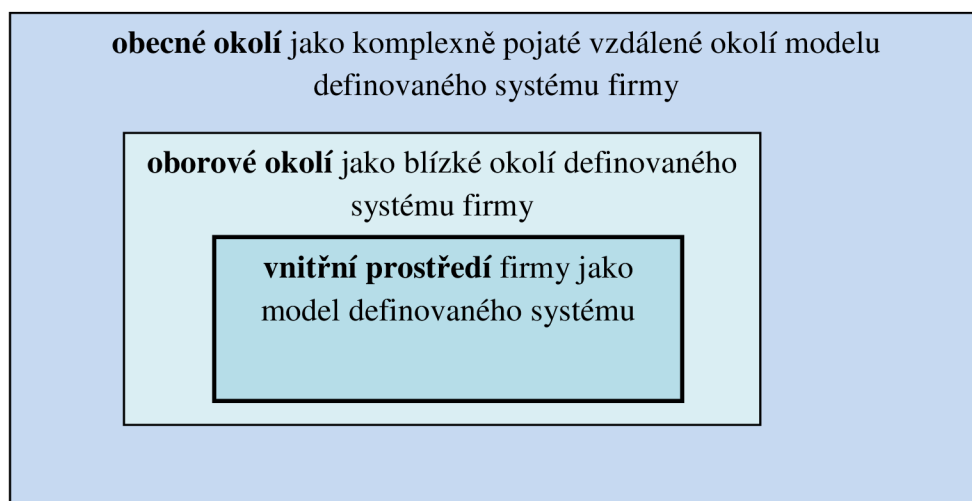 obecné okolí jako komplexně pojaté vzdálené okolí modelu
definovaného systému firmy
oborové okolí jako blízké okolí definovaného
systému firmy
vnitřní prostředí firmy jako
model definovaného systému